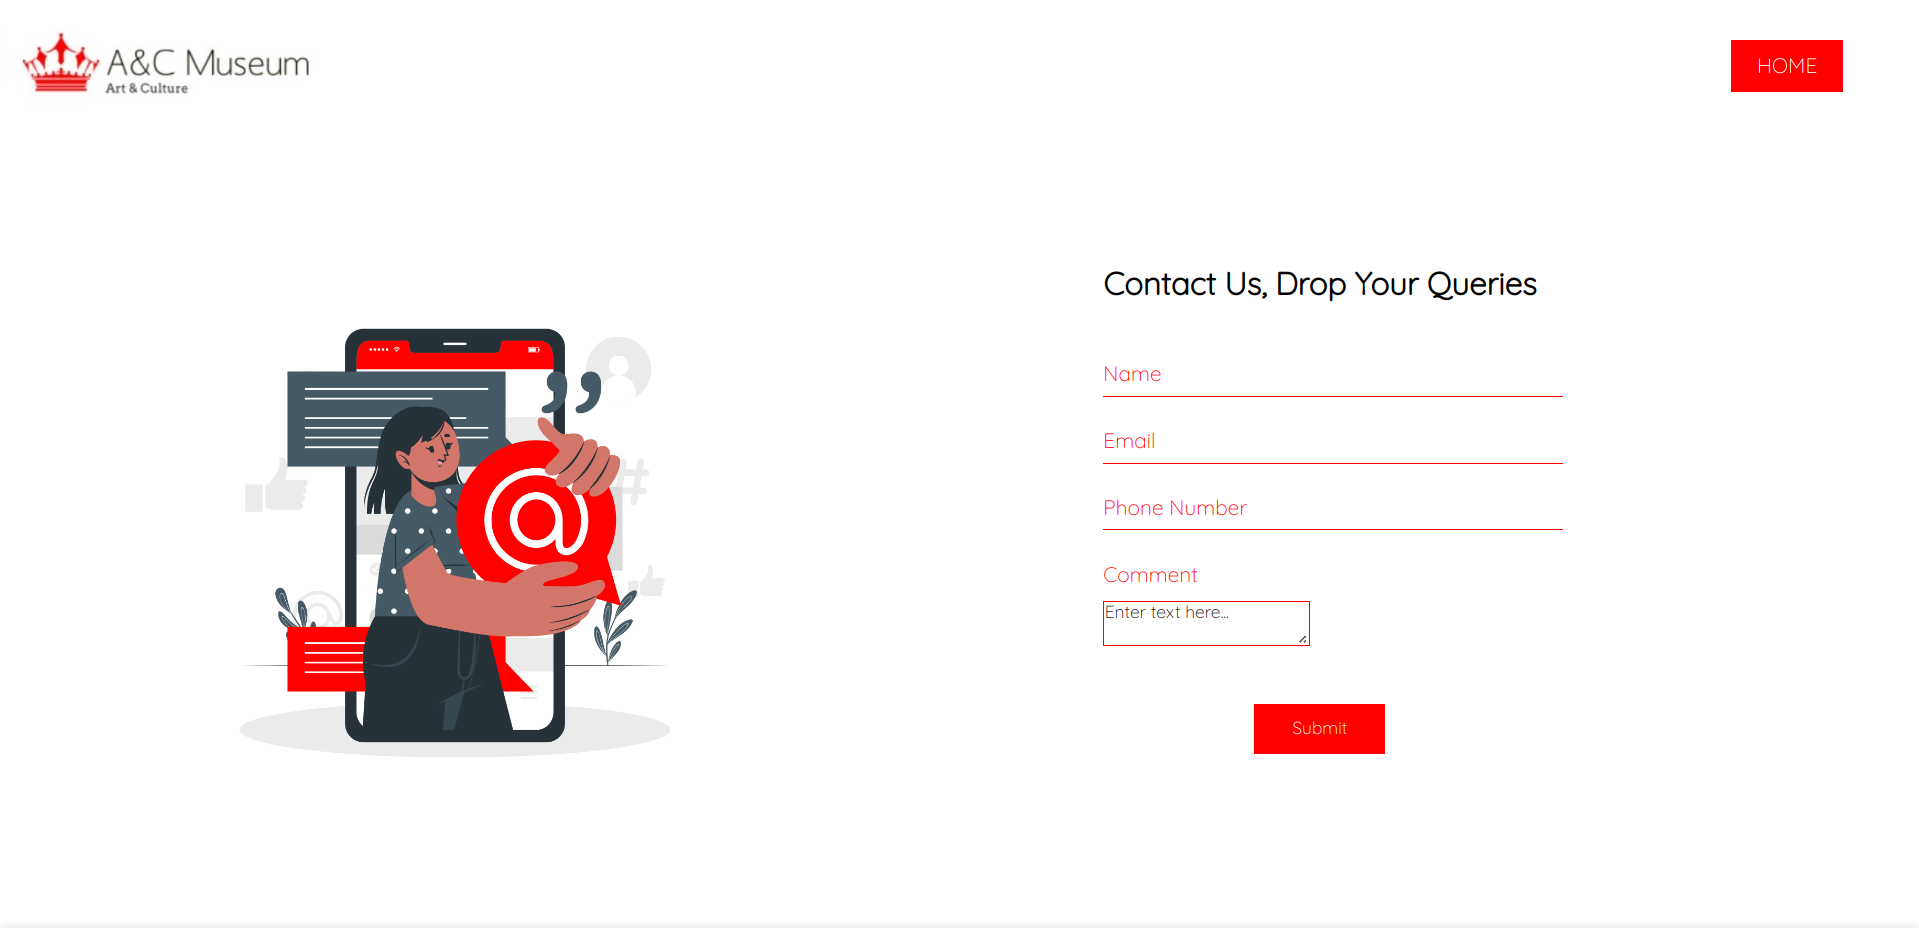 A&C Museum
Art & Culture
HOME
Contact Us, Drop Your Queries
Name
Email
Phone Number
Comment
Enter text here...
Submit